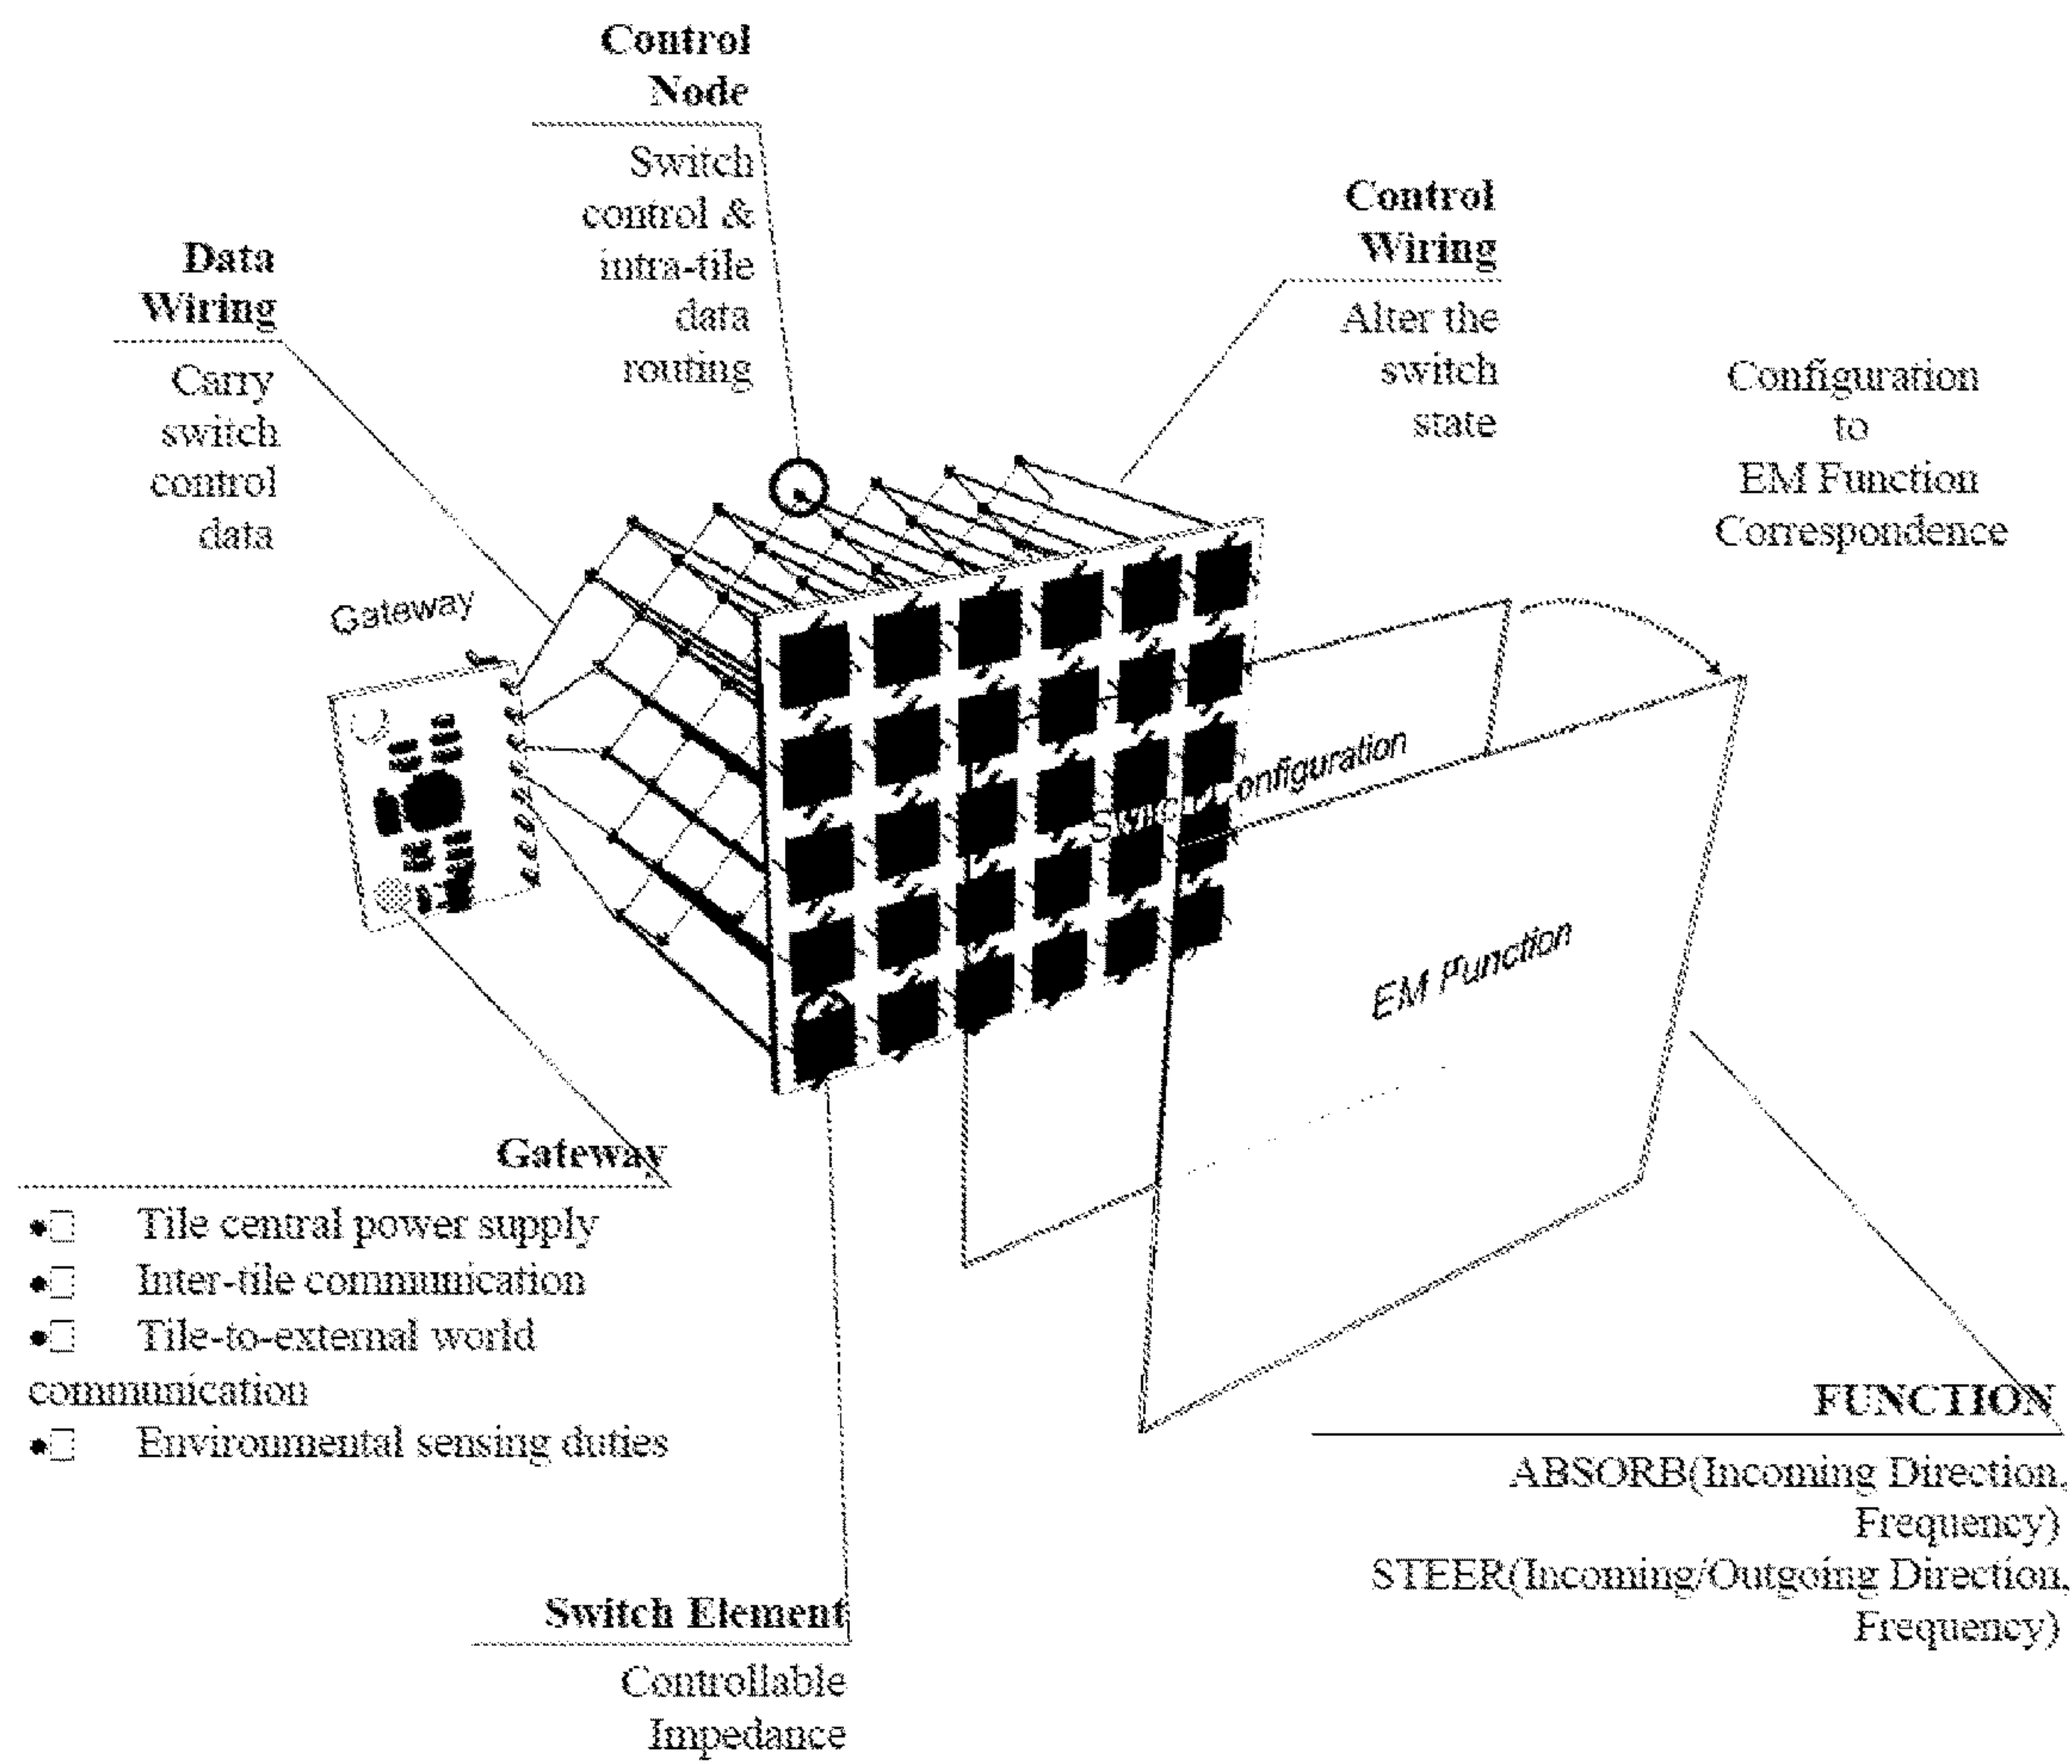 Control
Node
Switch
control &
intra-tile
data
routing
Control
Wiring
Alter the
switch
state
Data
Wiring
Carry
switch
control
data
Configuration
to
EM Function
Correspondence
Gateway
Switch Configuration
EM Function
Gateway
• Tile central power supply
• Inter-tile communication
• Tile-to-external world
communication
• Environmental sensing duties
FUNCTION
ABSORB(Incoming Direction,
Frequency)
STEER(Incoming/Outgoing Direction,
Frequency)
Switch Element
Controllable
Impedance